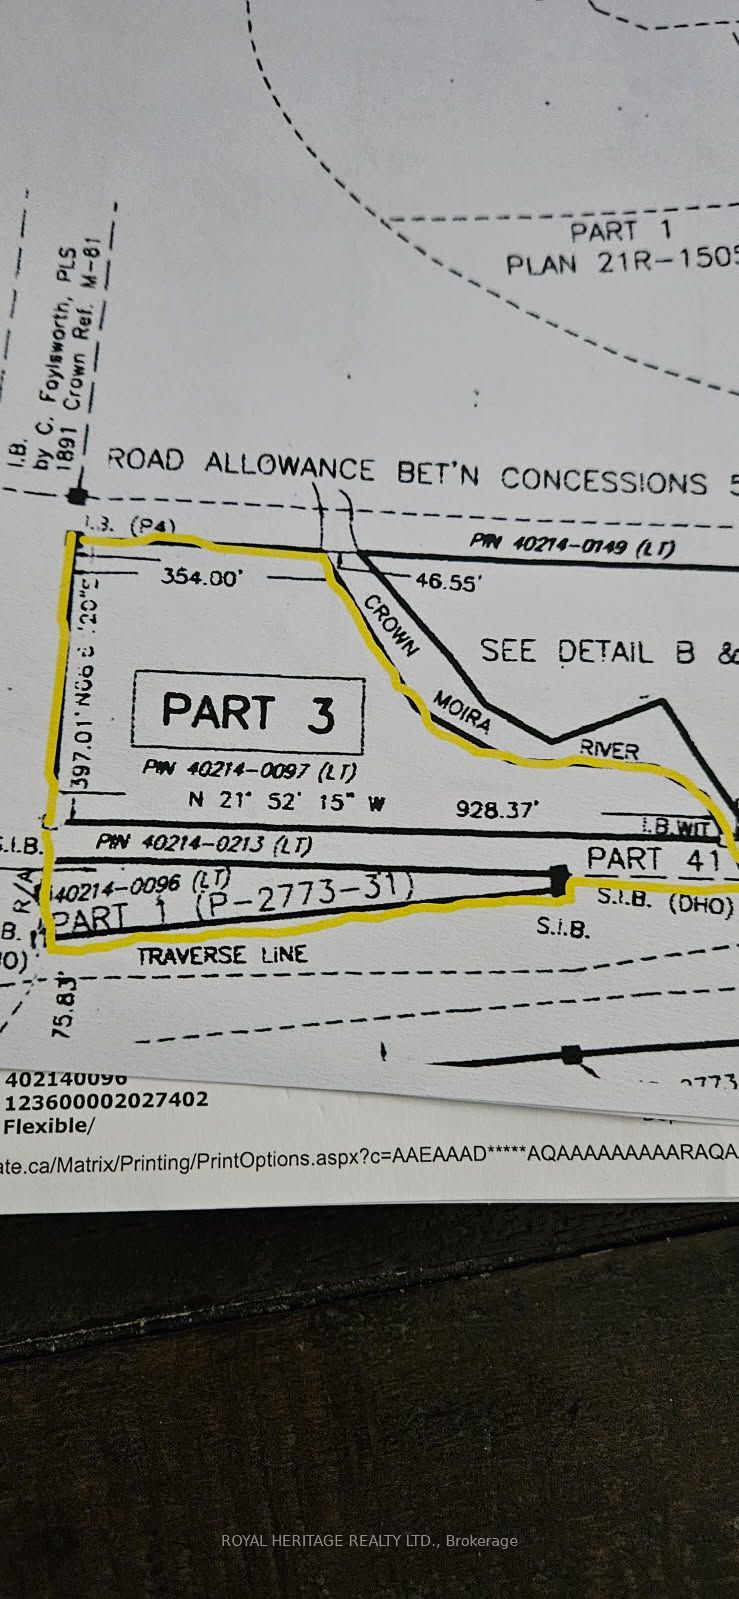 PART 1
PLAN 21R-1505
I.B.
by C. Faylsworth, PLS
1891 Crown Ref. M-81
ROAD ALLOWANCE BET'N CONCESSIONS 5
I.B. (P4)
PIN 40214-0149 (LT)
354.00'
46.55'
CROWN
SEE DETAIL B &
397.01'
PART 3
MOIRA
RIVER
PIN 40214-0097 (LT)
N 21° 52' 15" W
928.37'
I.B.WIT
S.I.B.
PIN 40214-0213 (LT)
PART 41
R/A
40214-0096 (LT)
PART 1 (P-2773-31)
S.I.B. (DHO)
B.
S.I.B.
TRAVERSE LINE
75.83'
402140096
123600002027402
Flexible/
ate.ca/Matrix/Printing/PrintOptions.aspx?c=AAEAAAD*****AQAAAAAAAAARAQA
ROYAL HERITAGE REALTY LTD., Brokerage